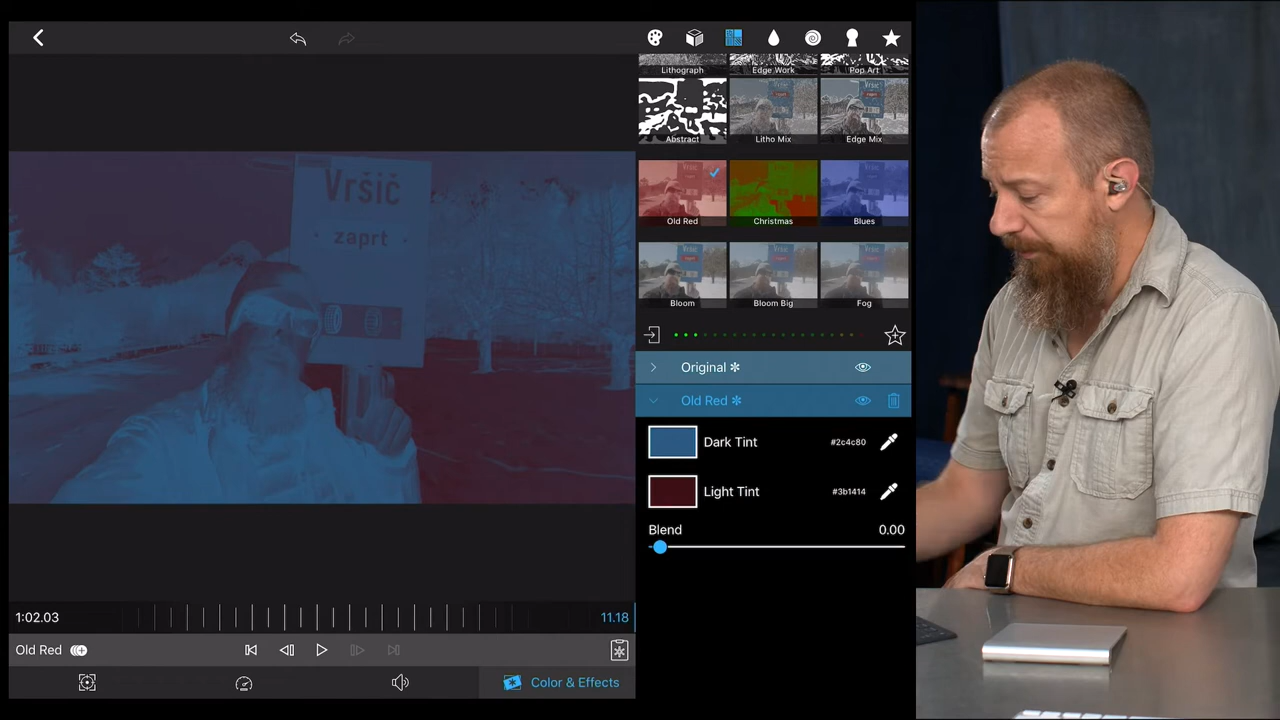 Lithograph
Edge Work
Pop Art
Abstract
Litho Mix
Edge Mix
Vršič
zaprt
Old Red
Christmas
Blues
Bloom
Bloom Big
Fog
Original ✻
Old Red ✻
Dark Tint
#2c4c80
Light Tint
#3b1414
Blend
0.00
1:02.03
11.18
Old Red
Color & Effects